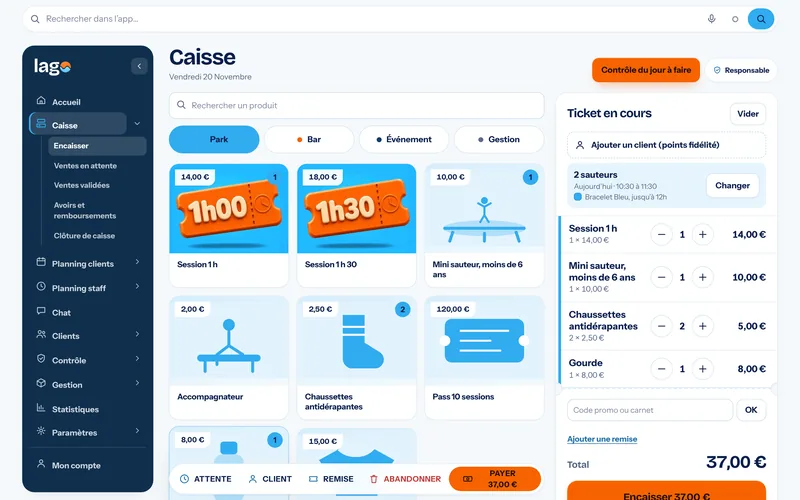 Rechercher dans l'app...
lago
Accueil
Caisse
Encaisser
Ventes en attente
Ventes validées
Avoirs et
remboursements
Clôture de caisse
Planning clients
Planning staff
Chat
Clients
Contrôle
Gestion
Statistiques
Paramètres
Mon compte
Caisse
Vendredi 20 Novembre
Contrôle du jour à faire
Responsable
Rechercher un produit
Park
Bar
Événement
Gestion
14,00 €
1
1h00
Session 1 h
18,00 €
1h30
Session 1 h 30
10,00 €
1
Mini sauteur, moins de 6
ans
2,00 €
Accompagnateur
2,50 €
2
Chaussettes
antidérapantes
120,00 €
Pass 10 sessions
8,00 €
1
15,00 €
ATTENTE
CLIENT
REMISE
ABANDONNER
PAYER
37,00 €
Ticket en cours
Vider
Ajouter un client (points fidélité)
2 sauteurs
Aujourd'hui · 10:30 à 11:30
Bracelet Bleu, jusqu'à 12h
Changer
Session 1 h
1 × 14,00 €
1
14,00 €
Mini sauteur,
moins de 6 ans
1 × 10,00 €
1
10,00 €
Chaussettes
antidérapantes
2 × 2,50 €
2
5,00 €
Gourde
1 × 8,00 €
1
8,00 €
Code promo ou carnet
OK
Ajouter une remise
Total
37,00 €
Encaisser 37,00 €